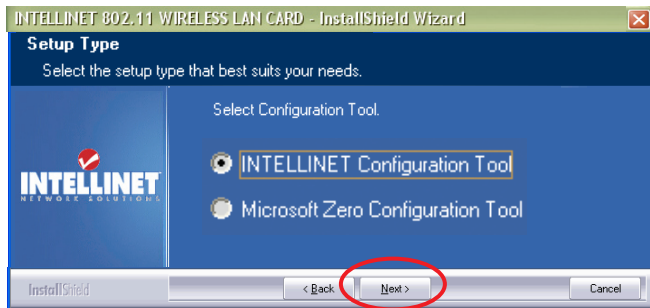 INTELLINET 802.11 WIRELESS LAN CARD - InstallShield Wizard
Setup Type
Select the setup type that best suits your needs.
Select Configuration Tool.
INTELLINET Configuration Tool
Microsoft Zero Configuration Tool
INTELLINET
NETWORK SOLUTIONS
InstallShield
< Back
Next >
Cancel